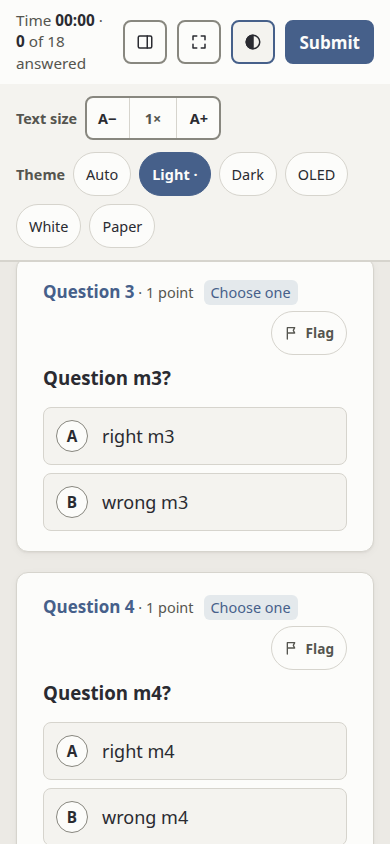 Time 00:00 ·
0 of 18
answered
Submit
Text size A− 1× A+
Theme Auto Light · Dark OLED
White Paper
Question 3 · 1 point Choose one
Flag
Question m3?
A right m3
B wrong m3
Question 4 · 1 point Choose one
Flag
Question m4?
A right m4
B wrong m4